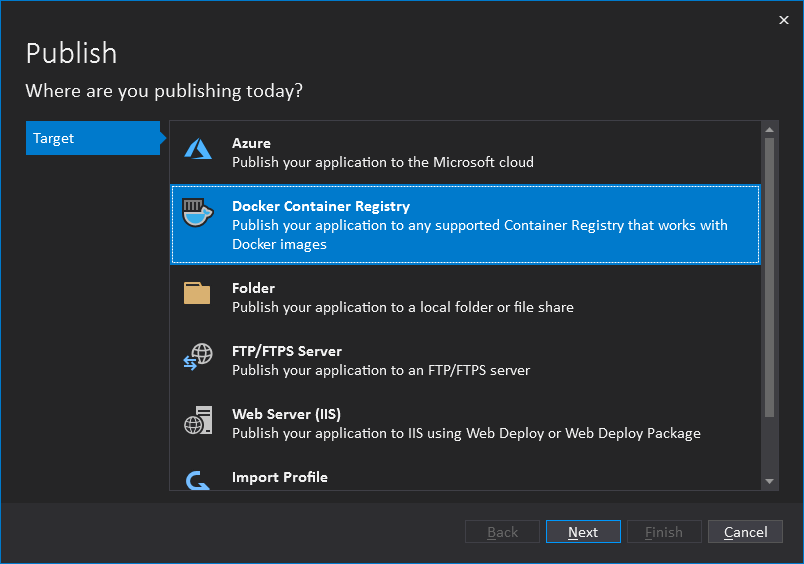 Publish
Where are you publishing today?
Target
Azure
Publish your application to the Microsoft cloud
Docker Container Registry
Publish your application to any supported Container Registry that works with
Docker images
Folder
Publish your application to a local folder or file share
FTP/FTPS Server
Publish your application to an FTP/FTPS server
Web Server (IIS)
Publish your application to IIS using Web Deploy or Web Deploy Package
Import Profile
Back
Next
Finish
Cancel